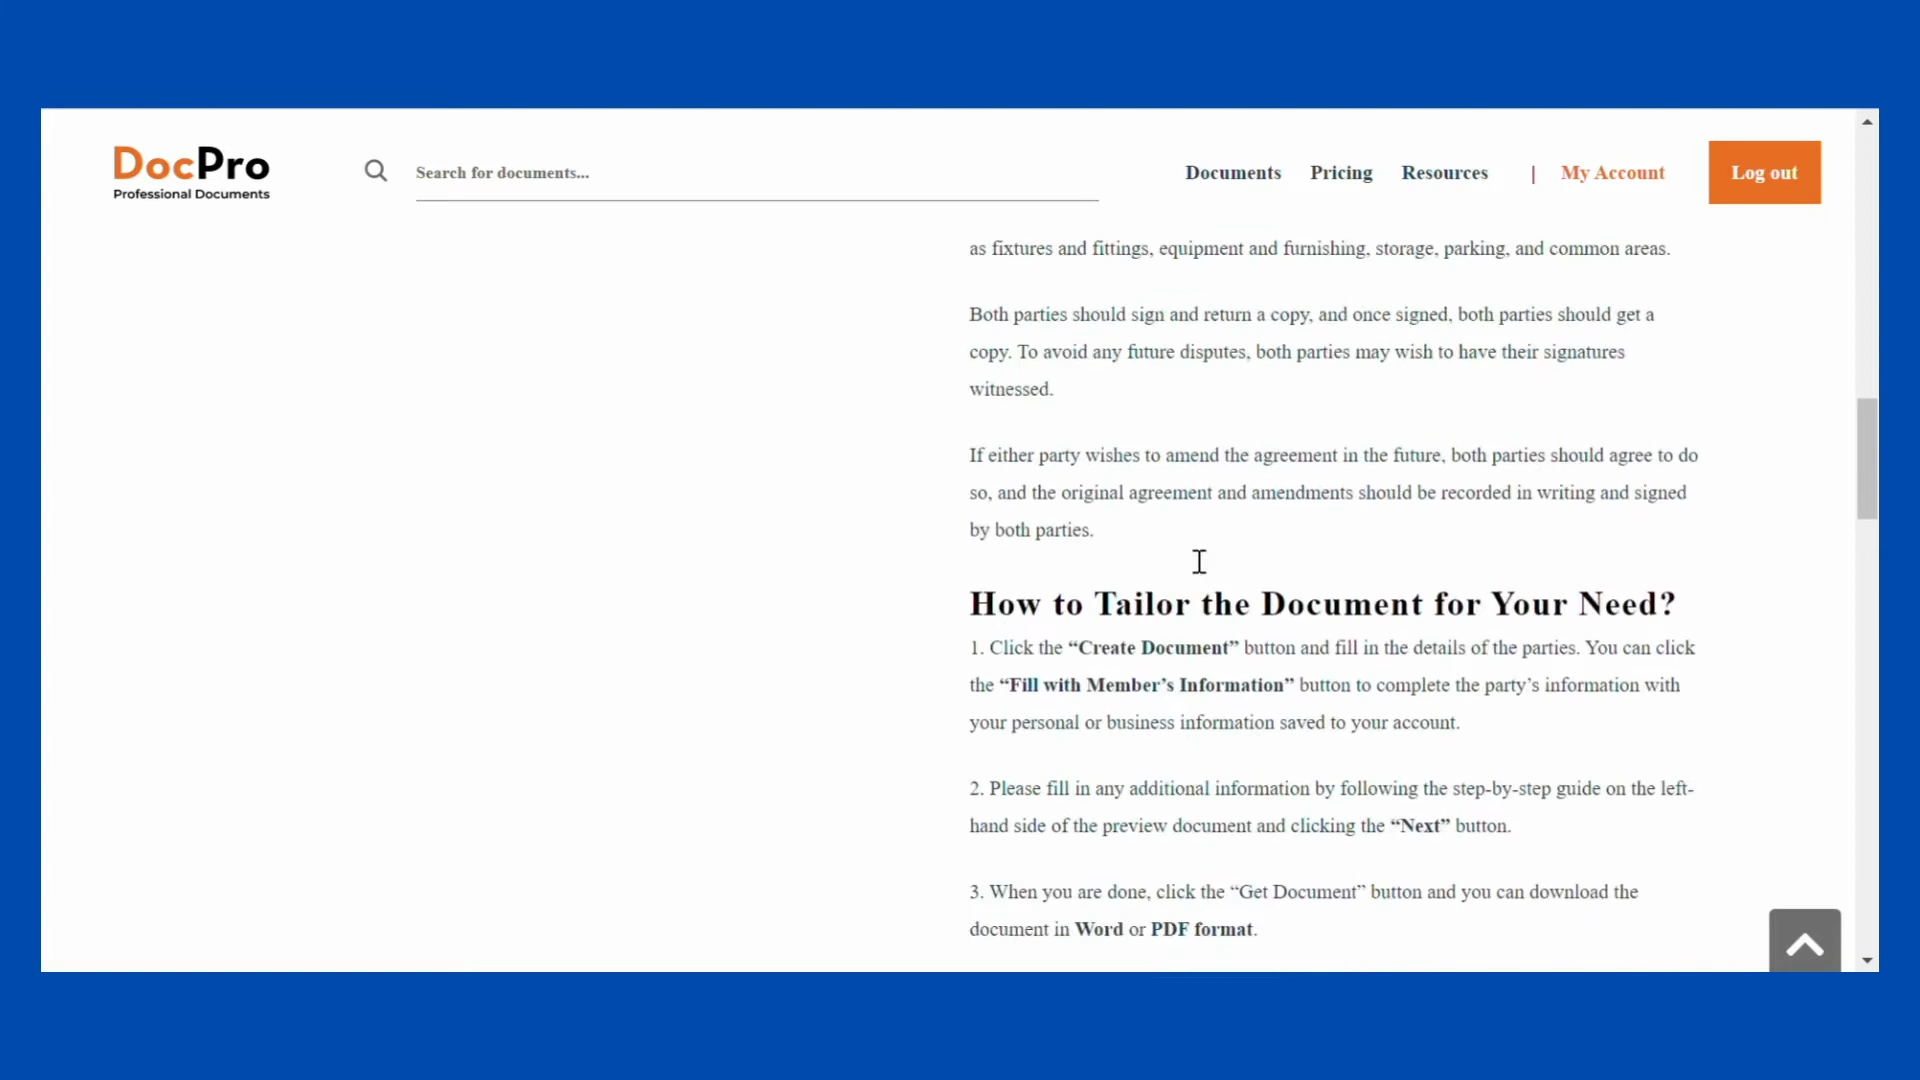 DocPro
Professional Documents
Search for documents...
Documents
Pricing
Resources
|
My Account
Log out
as fixtures and fittings, equipment and furnishing, storage, parking, and common areas.
Both parties should sign and return a copy, and once signed, both parties should get a
copy. To avoid any future disputes, both parties may wish to have their signatures
witnessed.
If either party wishes to amend the agreement in the future, both parties should agree to do
so, and the original agreement and amendments should be recorded in writing and signed
by both parties.
How to Tailor the Document for Your Need?
1. Click the “Create Document” button and fill in the details of the parties. You can click
the “Fill with Member’s Information” button to complete the party’s information with
your personal or business information saved to your account.
2. Please fill in any additional information by following the step-by-step guide on the left-
hand side of the preview document and clicking the “Next” button.
3. When you are done, click the “Get Document” button and you can download the
document in Word or PDF format.